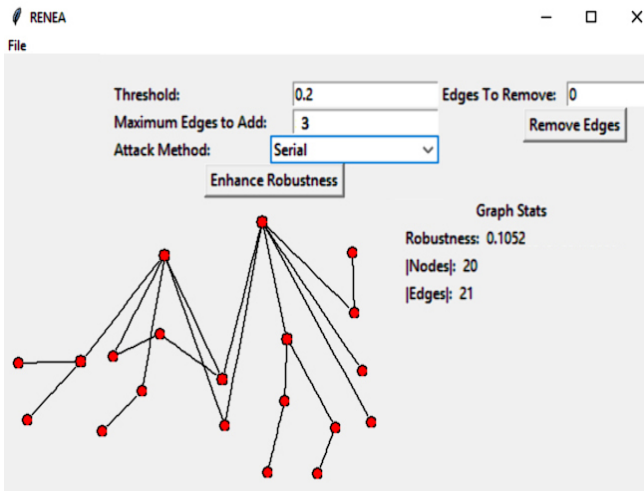 RENEA
File
Threshold: 0.2 Edges To Remove: 0
Maximum Edges to Add: 3 Remove Edges
Attack Method: Serial
Enhance Robustness
Graph Stats
Robustness: 0.1052
|Nodes|: 20
|Edges|: 21